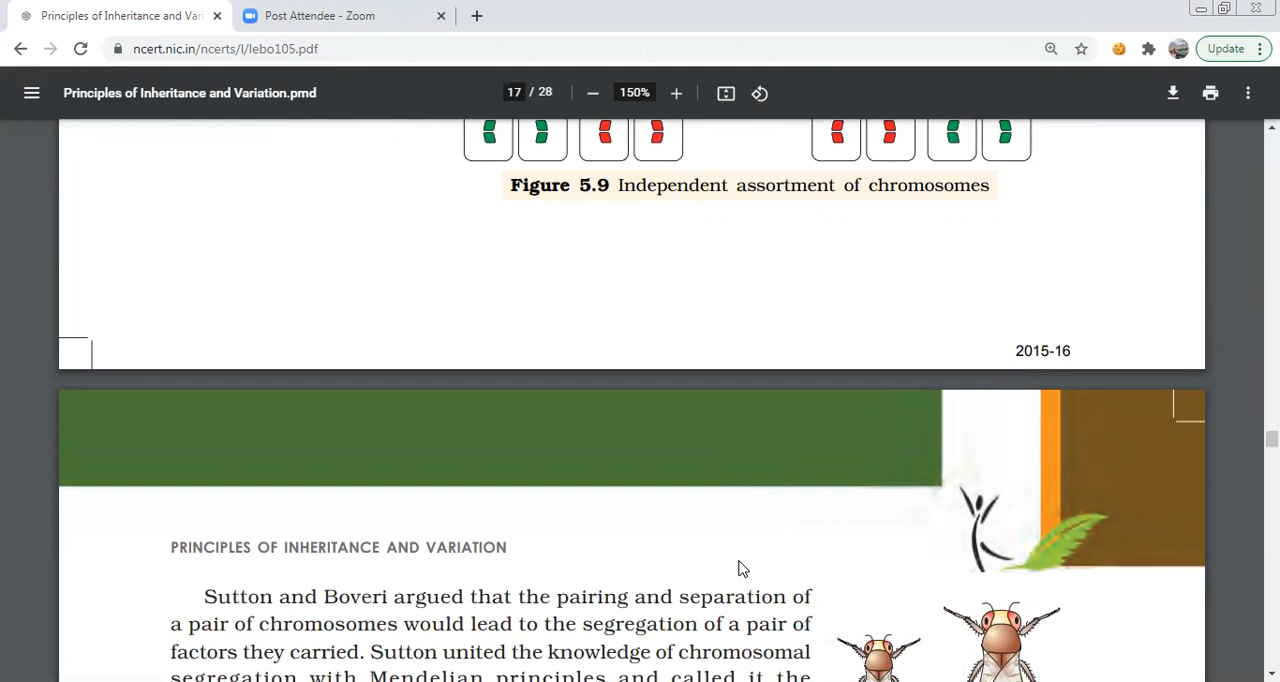 Principles of Inheritance and Vari
Post Attendee - Zoom
ncert.nic.in/ncerts/l/lebo105.pdf
Update
Principles of Inheritance and Variation.pmd
17 / 28
150%
Figure 5.9 Independent assortment of chromosomes
2015-16
PRINCIPLES OF INHERITANCE AND VARIATION
Sutton and Boveri argued that the pairing and separation of
a pair of chromosomes would lead to the segregation of a pair of
factors they carried. Sutton united the knowledge of chromosomal
segregation with Mendelian principles and called it the